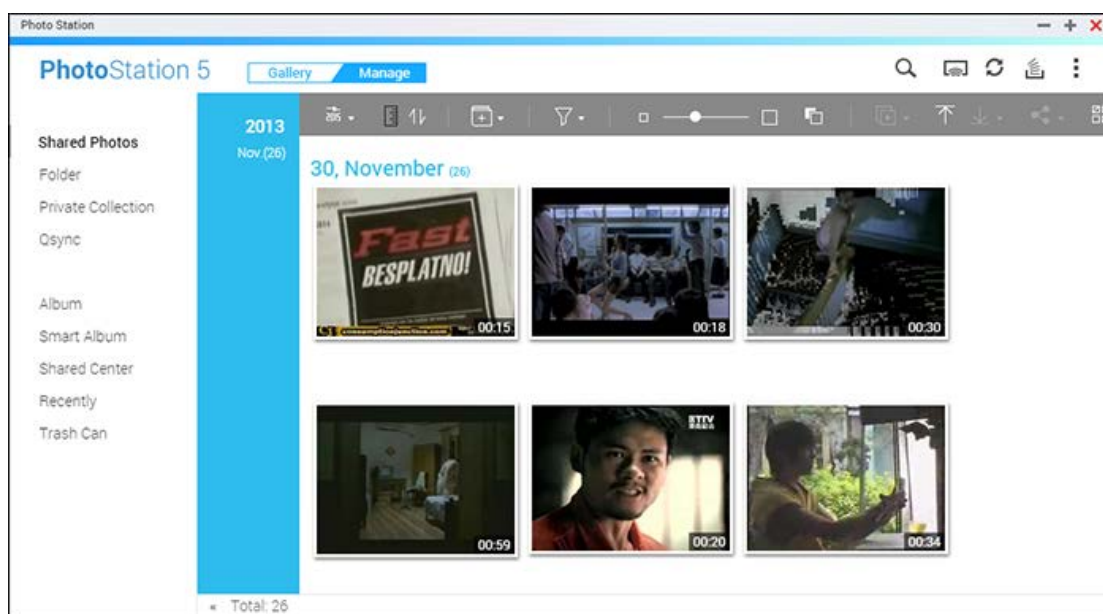 Photo Station
PhotoStation 5
Gallery
Manage
Shared Photos
Folder
Private Collection
Qsync
Album
Smart Album
Shared Center
Recently
Trash Can
2013
Nov.(26)
30, November (26)
Fast
BESPLATNO!
00:15
00:18
00:30
00:59
ETTV
00:20
00:34
« Total: 26